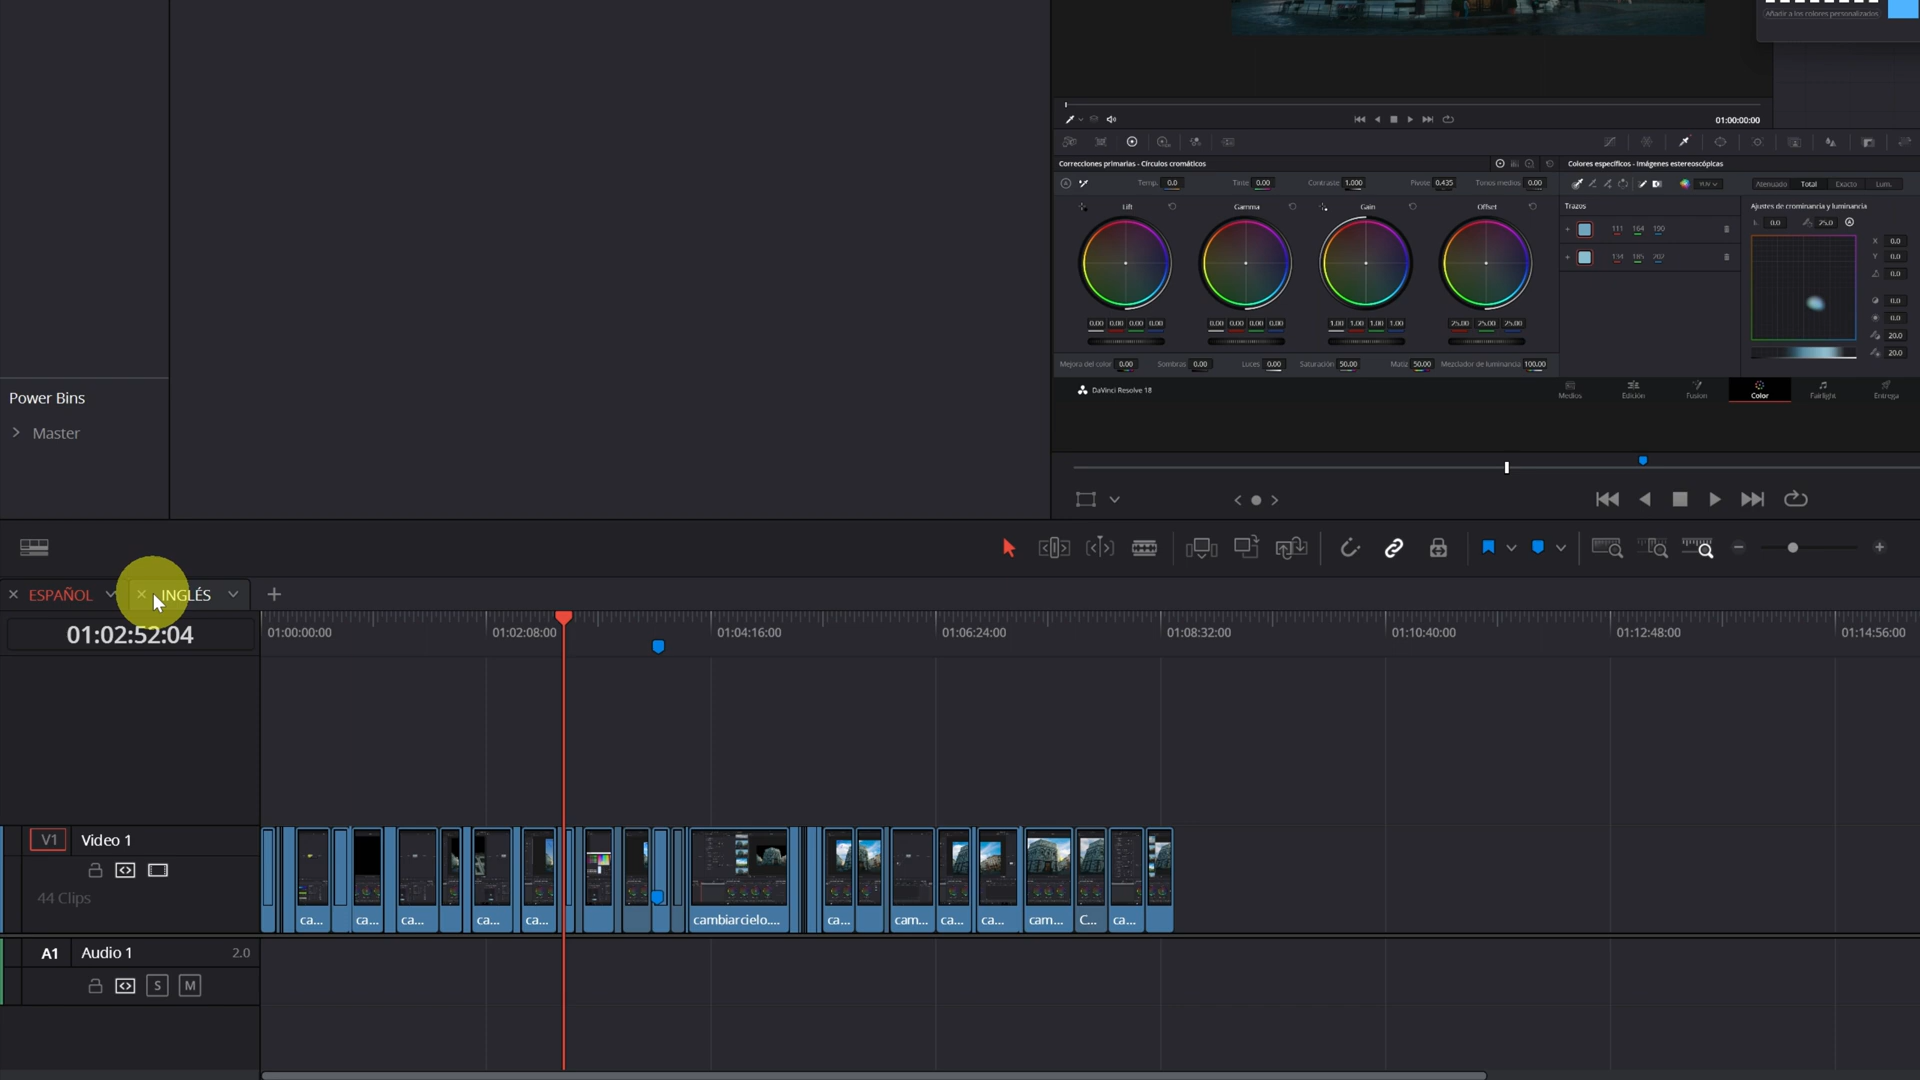 Añadir a los colores personalizados
01:00:00:00
Correcciones primarias - Círculos cromáticos
Colores específicos - Imágenes estereoscópicas
Temp. 0.0 Tinte 0.00 Contraste 1.000 Pivote 0.435 Tonos medios 0.00
YUV Atenuado Total Exacto Lum.
Lift Gamma Gain Offset
Trazos
Ajustes de crominancia y luminancia
L 0.0 25.0
111 164 190
134 185 207
X 0.0
Y 0.0
0.0
0.0
0.0
20.0
20.0
0.00 0.00 0.00 0.00 0.00 0.00 0.00 0.00 1.00 1.00 1.00 1.00 25.00 25.00 25.00
Mejora del color 0.00 Sombras 0.00 Luces 0.00 Saturación 50.00 Matiz 50.00 Mezclador de luminancia 100.00
DaVinci Resolve 18
Medios Edición Fusion Color Fairlight Entrega
Power Bins
Master
ESPAÑOL INGLÉS
01:02:52:04
01:00:00:00 01:02:08:00 01:04:16:00 01:06:24:00 01:08:32:00 01:10:40:00 01:12:48:00 01:14:56:00
V1 Video 1
44 Clips
ca... ca... ca... ca... ca... cambiarcielo.... ca... cam... ca... ca... cam... C... ca...
A1 Audio 1 2.0
S M